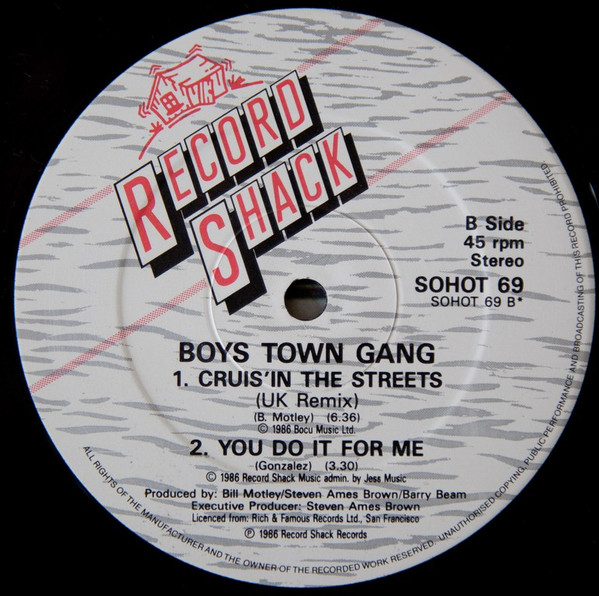 RECORD
SHACK
B Side
45 rpm
Stereo
SOHOT 69
SOHOT 69 B*
BOYS TOWN GANG
1. CRUIS'IN THE STREETS
(UK Remix)
(B. Motley) (6.36)
© 1986 Bocu Music Ltd.
2. YOU DO IT FOR ME
(Gonzalez) (3.30)
© 1986 Record Shack Music admin. by Jess Music
Produced by: Bill Motley/Steven Ames Brown/Barry Beam
Executive Producer: Steven Ames Brown
Licenced from: Rich & Famous Records Ltd., San Francisco
℗ 1986 Record Shack Records
ALL RIGHTS OF THE MANUFACTURER AND THE OWNER OF THE RECORDED WORK RESERVED. UNAUTHORISED COPYING, PUBLIC PERFORMANCE AND BROADCASTING OF THIS RECORD PROHIBITED.